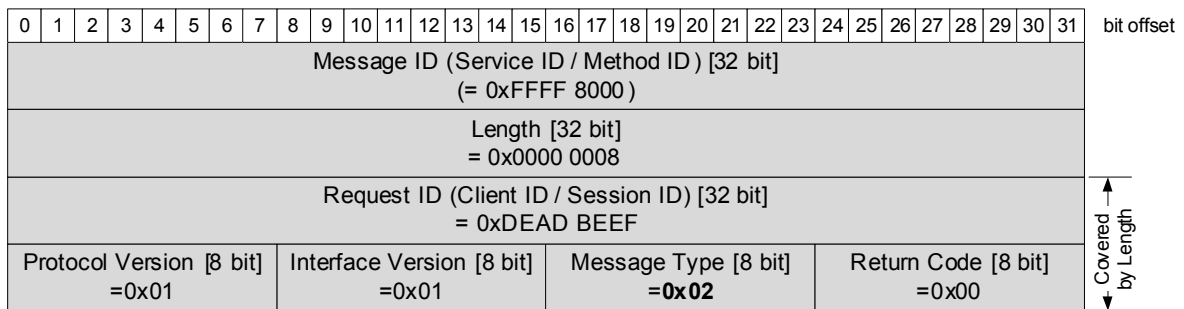 0 1 2 3 4 5 6 7 8 9 10 11 12 13 14 15 16 17 18 19 20 21 22 23 24 25 26 27 28 29 30 31 bit offset
Message ID (Service ID / Method ID) [32 bit]
(= 0xFFFF 8000)
Length [32 bit]
= 0x0000 0008
Request ID (Client ID / Session ID) [32 bit]
= 0xDEAD BEEF
Covered
by Length
Protocol Version [8 bit] Interface Version [8 bit] Message Type [8 bit] Return Code [8 bit]
=0x01 =0x01 =0x02 =0x00